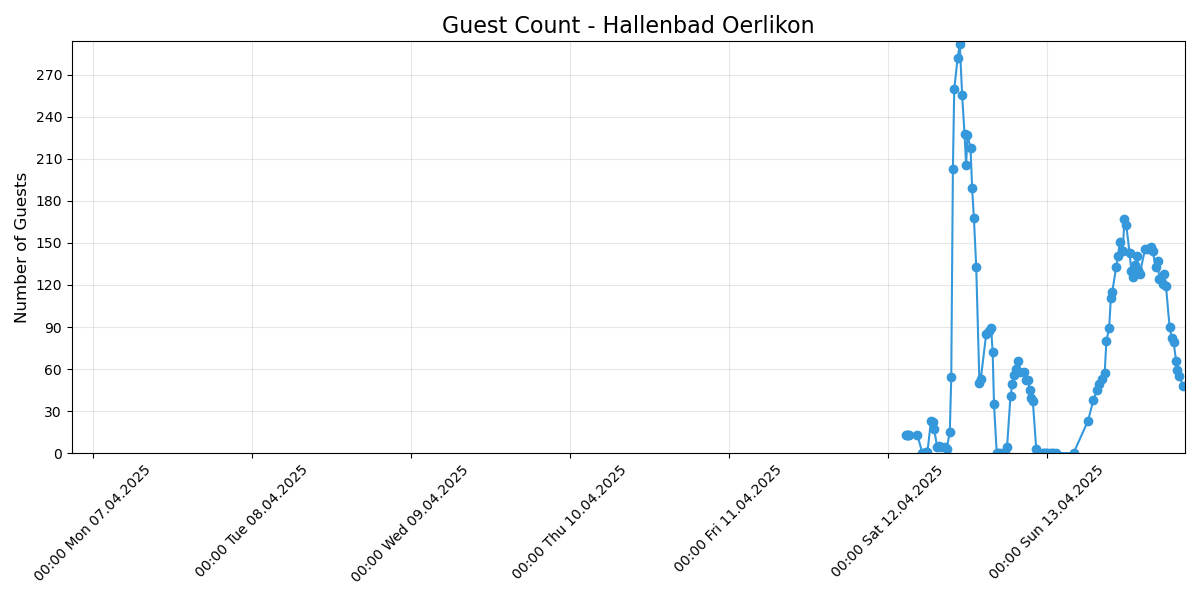 Guest Count - Hallenbad Oerlikon
Number of Guests
270
240
210
180
150
120
90
60
30
0
00:00 Mon 07.04.2025
00:00 Tue 08.04.2025
00:00 Wed 09.04.2025
00:00 Thu 10.04.2025
00:00 Fri 11.04.2025
00:00 Sat 12.04.2025
00:00 Sun 13.04.2025